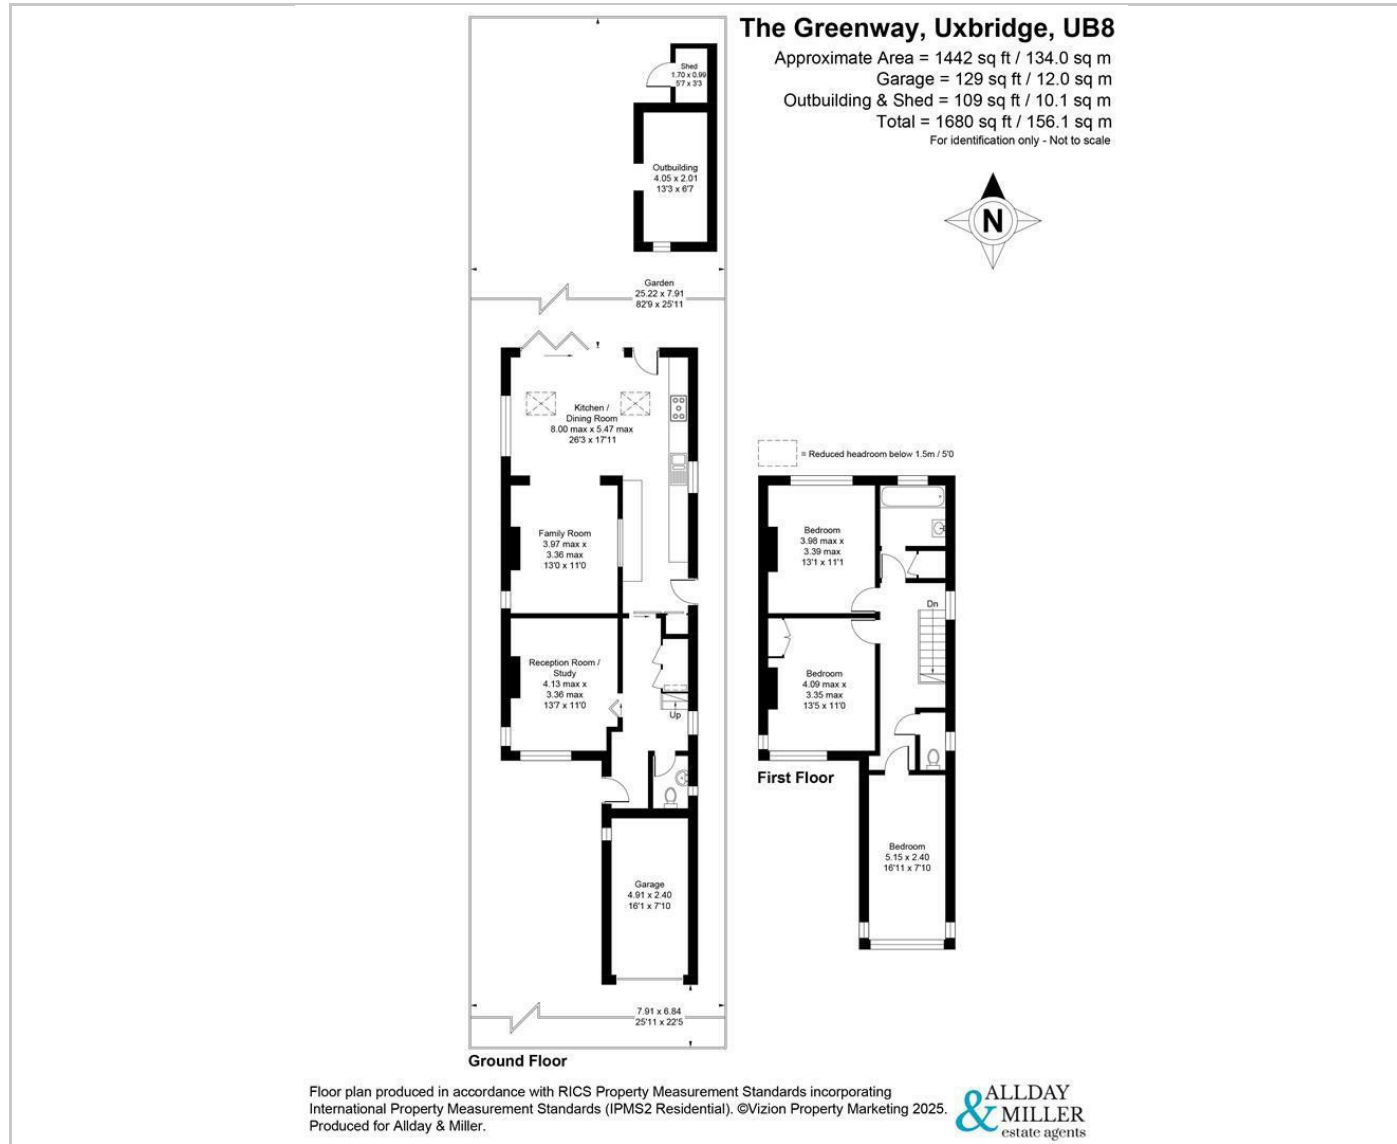 The Greenway, Uxbridge, UB8
Approximate Area = 1442 sq ft / 134.0 sq m
Garage = 129 sq ft / 12.0 sq m
Outbuilding & Shed = 109 sq ft / 10.1 sq m
Total = 1680 sq ft / 156.1 sq m
For identification only - Not to scale
N
Shed
1.70 x 0.99
5'7 x 3'3
Outbuilding
4.05 x 2.01
13'3 x 6'7
Garden
25.22 x 7.91
82'9 x 25'11
Kitchen /
Dining Room
8.00 max x 5.47 max
26'3 x 17'11
Family Room
3.97 max x
3.36 max
13'0 x 11'0
Reception Room /
Study
4.13 max x
3.36 max
13'7 x 11'0
Up
Garage
4.91 x 2.40
16'1 x 7'10
7.91 x 6.84
25'11 x 22'5
Ground Floor
= Reduced headroom below 1.5m / 5'0
Bedroom
3.98 max x
3.39 max
13'1 x 11'1
Dn
Bedroom
4.09 max x
3.35 max
13'5 x 11'0
First Floor
Bedroom
5.15 x 2.40
16'11 x 7'10
Floor plan produced in accordance with RICS Property Measurement Standards incorporating
International Property Measurement Standards (IPMS2 Residential). ©Vizion Property Marketing 2025.
Produced for Allday & Miller.
ALLDAY
& MILLER
estate agents